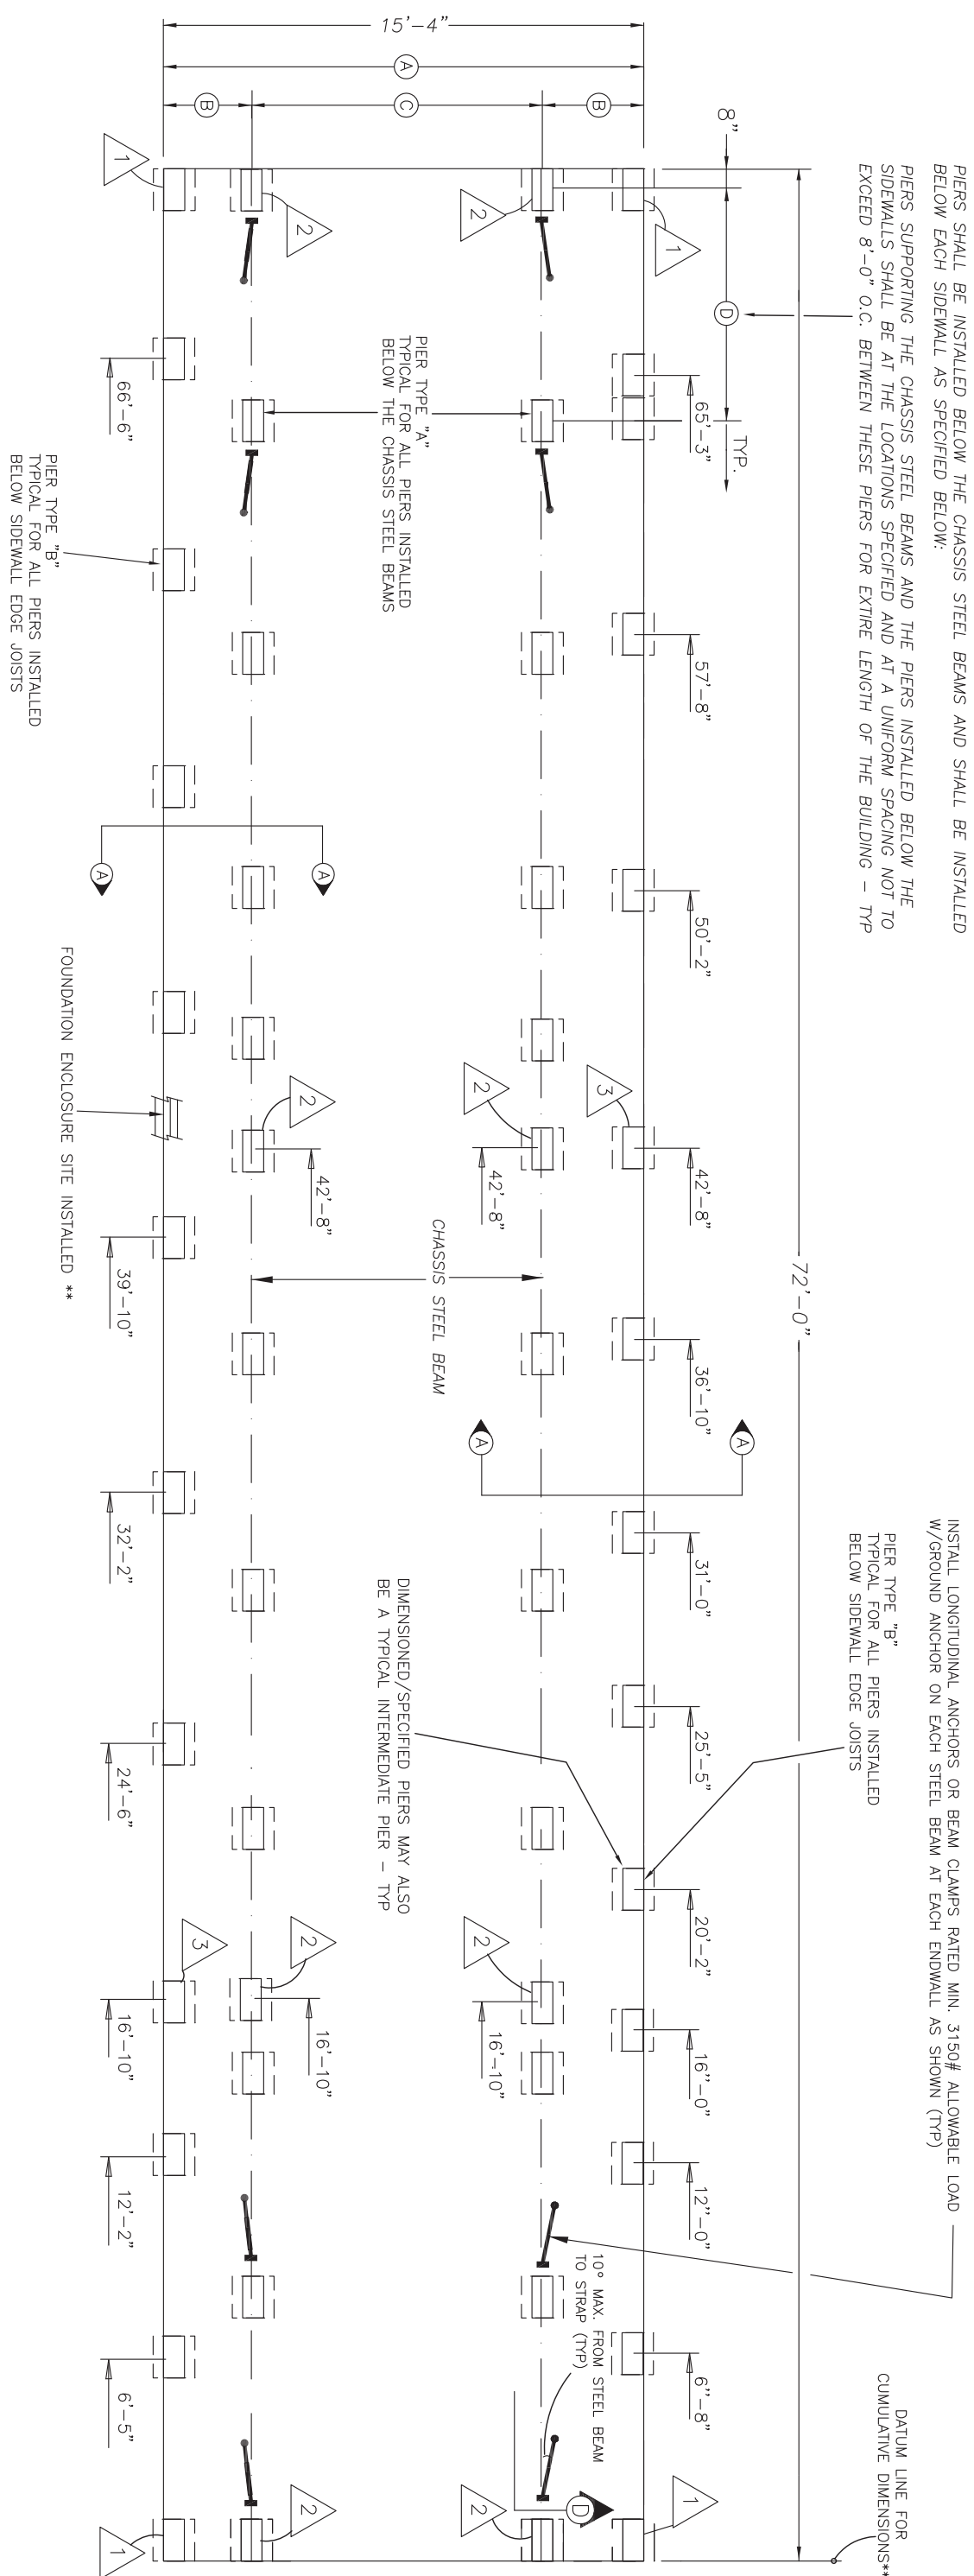 PIERS SHALL BE INSTALLED BELOW THE CHASSIS STEEL BEAMS AND SHALL BE INSTALLED
BELOW EACH SIDEWALL AS SPECIFIED BELOW:
PIERS SUPPORTING THE CHASSIS STEEL BEAMS AND THE PIERS INSTALLED BELOW THE
SIDEWALLS SHALL BE AT THE LOCATIONS SPECIFIED AND AT A UNIFORM SPACING NOT TO
EXCEED 8'-0" O.C. BETWEEN THESE PIERS FOR EXTIRE LENGTH OF THE BUILDING - TYP
INSTALL LONGITUDINAL ANCHORS OR BEAM CLAMPS RATED MIN. 3150# ALLOWABLE LOAD
W/GROUND ANCHOR ON EACH STEEL BEAM AT EACH ENDWALL AS SHOWN (TYP)
DATUM LINE FOR
CUMULATIVE DIMENSIONS**
PIER TYPE "B"
TYPICAL FOR ALL PIERS INSTALLED
BELOW SIDEWALL EDGE JOISTS
72'-0"
8"
D
TYP.
65'-3"
57'-8"
50'-2"
42'-8"
36'-10"
A
31'-0"
25'-5"
20'-2"
16''-0"
12''-0"
6''-8"
15'-4"
A
B
C
B
1
3
1
2
2
42'-8"
A
2
16'-10"
10° MAX. FROM STEEL BEAM
TO STRAP (TYP)
D
2
PIER TYPE "A"
TYPICAL FOR ALL PIERS INSTALLED
BELOW THE CHASSIS STEEL BEAMS
CHASSIS STEEL BEAM
DIMENSIONED/SPECIFIED PIERS MAY ALSO
BE A TYPICAL INTERMEDIATE PIER - TYP
2
A
2
42'-8"
2
16'-10"
2
1
3
1
66'-6"
A
39'-10"
32'-2"
24'-6"
16'-10"
12'-2"
6'-5"
PIER TYPE "B"
TYPICAL FOR ALL PIERS INSTALLED
BELOW SIDEWALL EDGE JOISTS
FOUNDATION ENCLOSURE SITE INSTALLED **